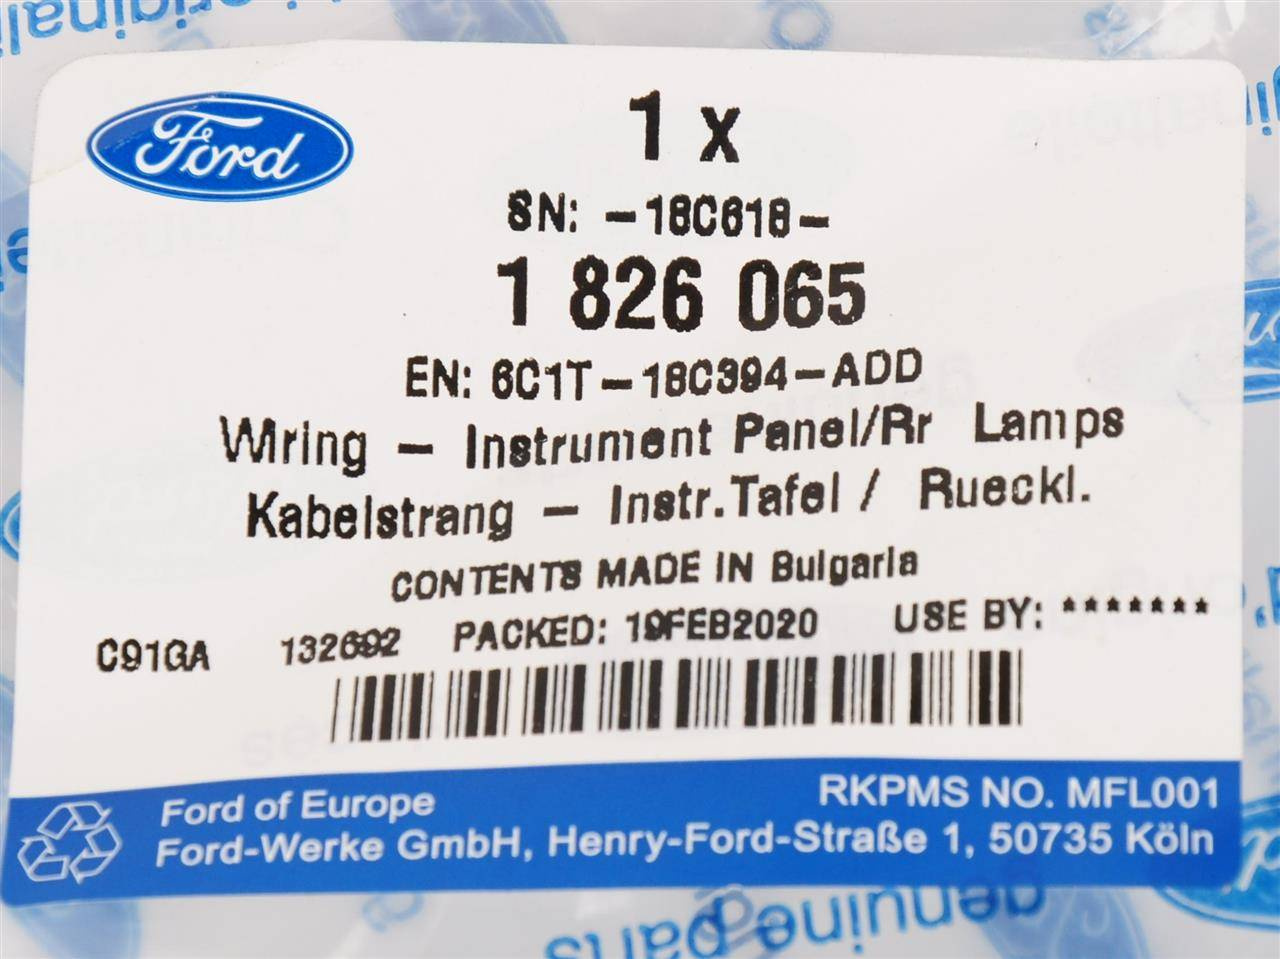 Ford
1 x
SN: -18C618-
1 826 065
EN: 6C1T-18C394-ADD
Wiring - Instrument Panel/Rr Lamps
Kabelstrang - Instr.Tafel / Rueckl.
CONTENTS MADE IN Bulgaria
C91GA 132692 PACKED: 19FEB2020 USE BY: *******
Ford of Europe
RKPMS NO. MFL001
Ford-Werke GmbH, Henry-Ford-Straße 1, 50735 Köln
genuine parts